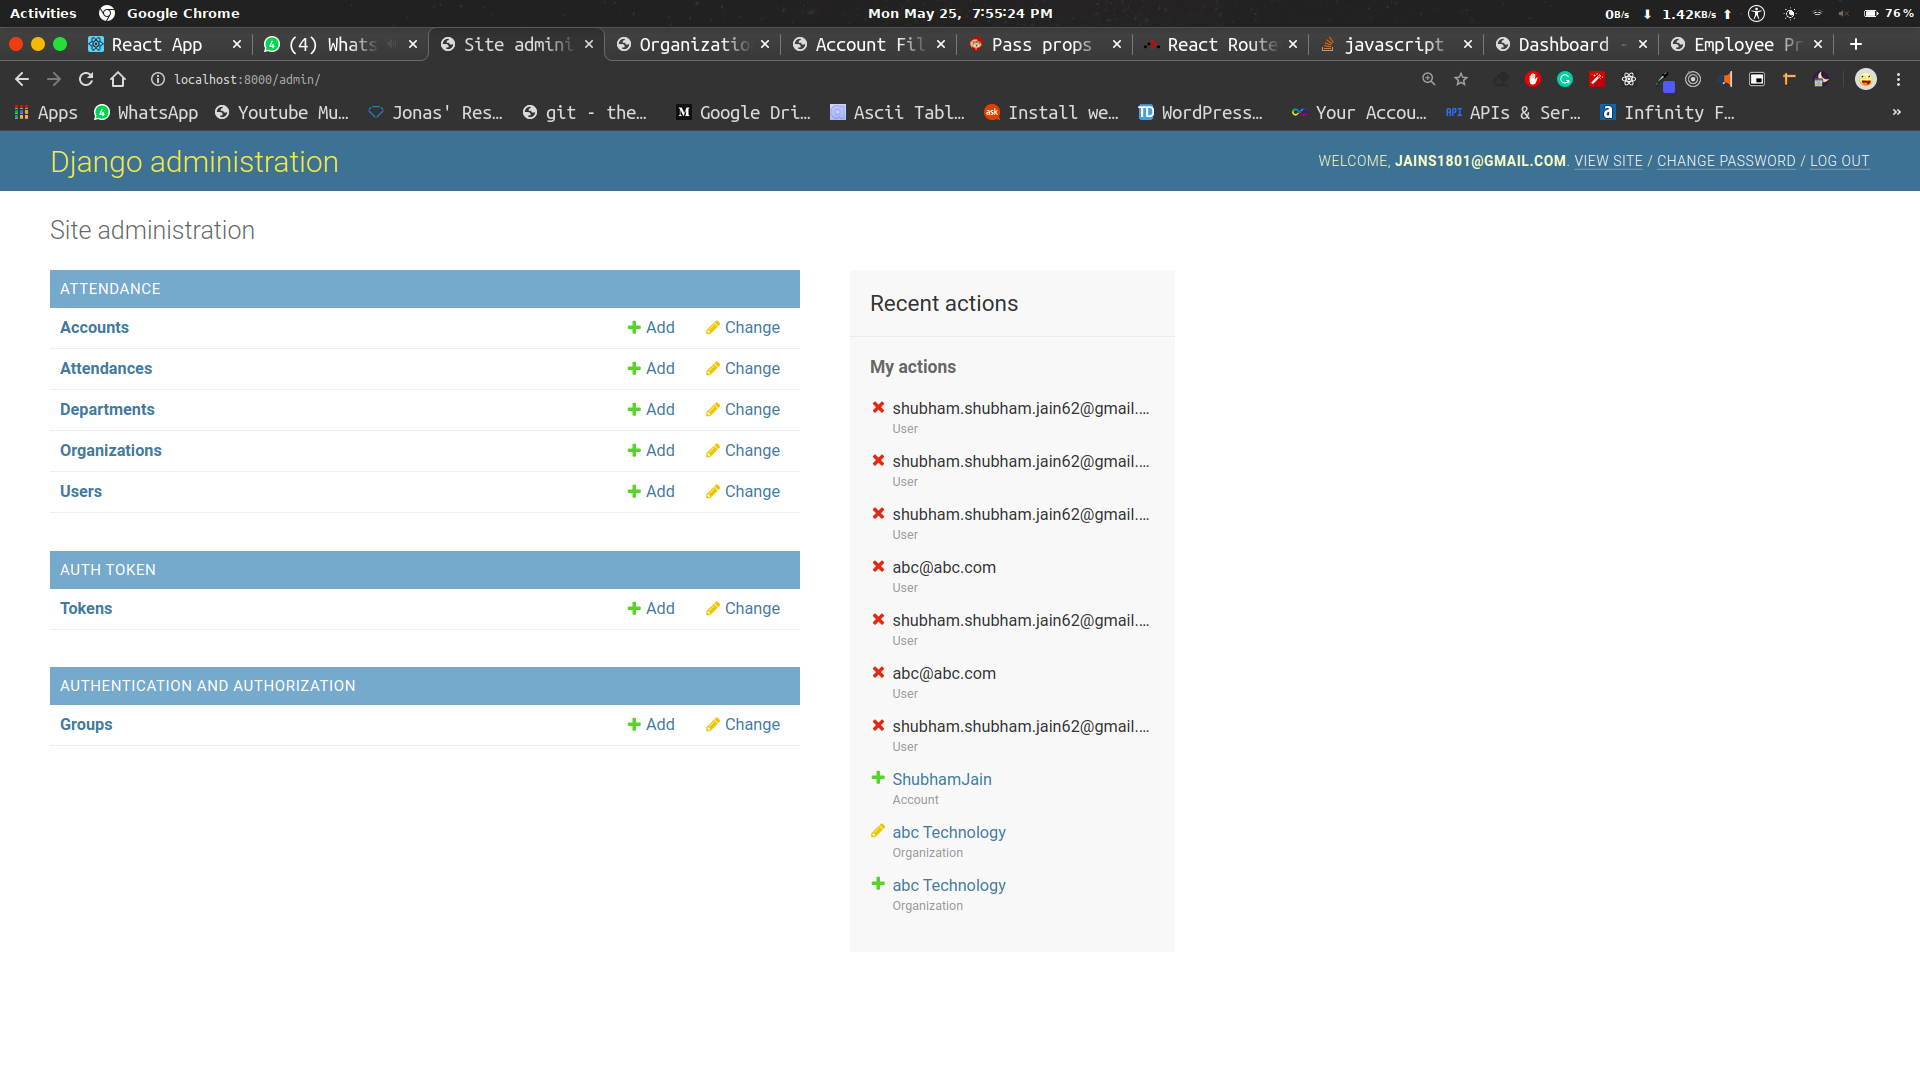 Activities Google Chrome Mon May 25, 7:55:24 PM 0B/s 1.42KB/s 76 %
React App (4) Whats Site admini Organizatio Account Fil Pass props React Route javascript Dashboard - Employee Pr
localhost:8000/admin/
Apps WhatsApp Youtube Mu... Jonas' Res... git - the... Google Dri... Ascii Tabl... Install we... WordPress... Your Accou... APIs & Ser... Infinity F... »
Django administration WELCOME, JAINS1801@GMAIL.COM. VIEW SITE / CHANGE PASSWORD / LOG OUT
Site administration
ATTENDANCE
Accounts Add Change
Attendances Add Change
Departments Add Change
Organizations Add Change
Users Add Change
AUTH TOKEN
Tokens Add Change
AUTHENTICATION AND AUTHORIZATION
Groups Add Change
Recent actions
My actions
shubham.shubham.jain62@gmail....
User
shubham.shubham.jain62@gmail....
User
shubham.shubham.jain62@gmail....
User
abc@abc.com
User
shubham.shubham.jain62@gmail....
User
abc@abc.com
User
shubham.shubham.jain62@gmail....
User
ShubhamJain
Account
abc Technology
Organization
abc Technology
Organization